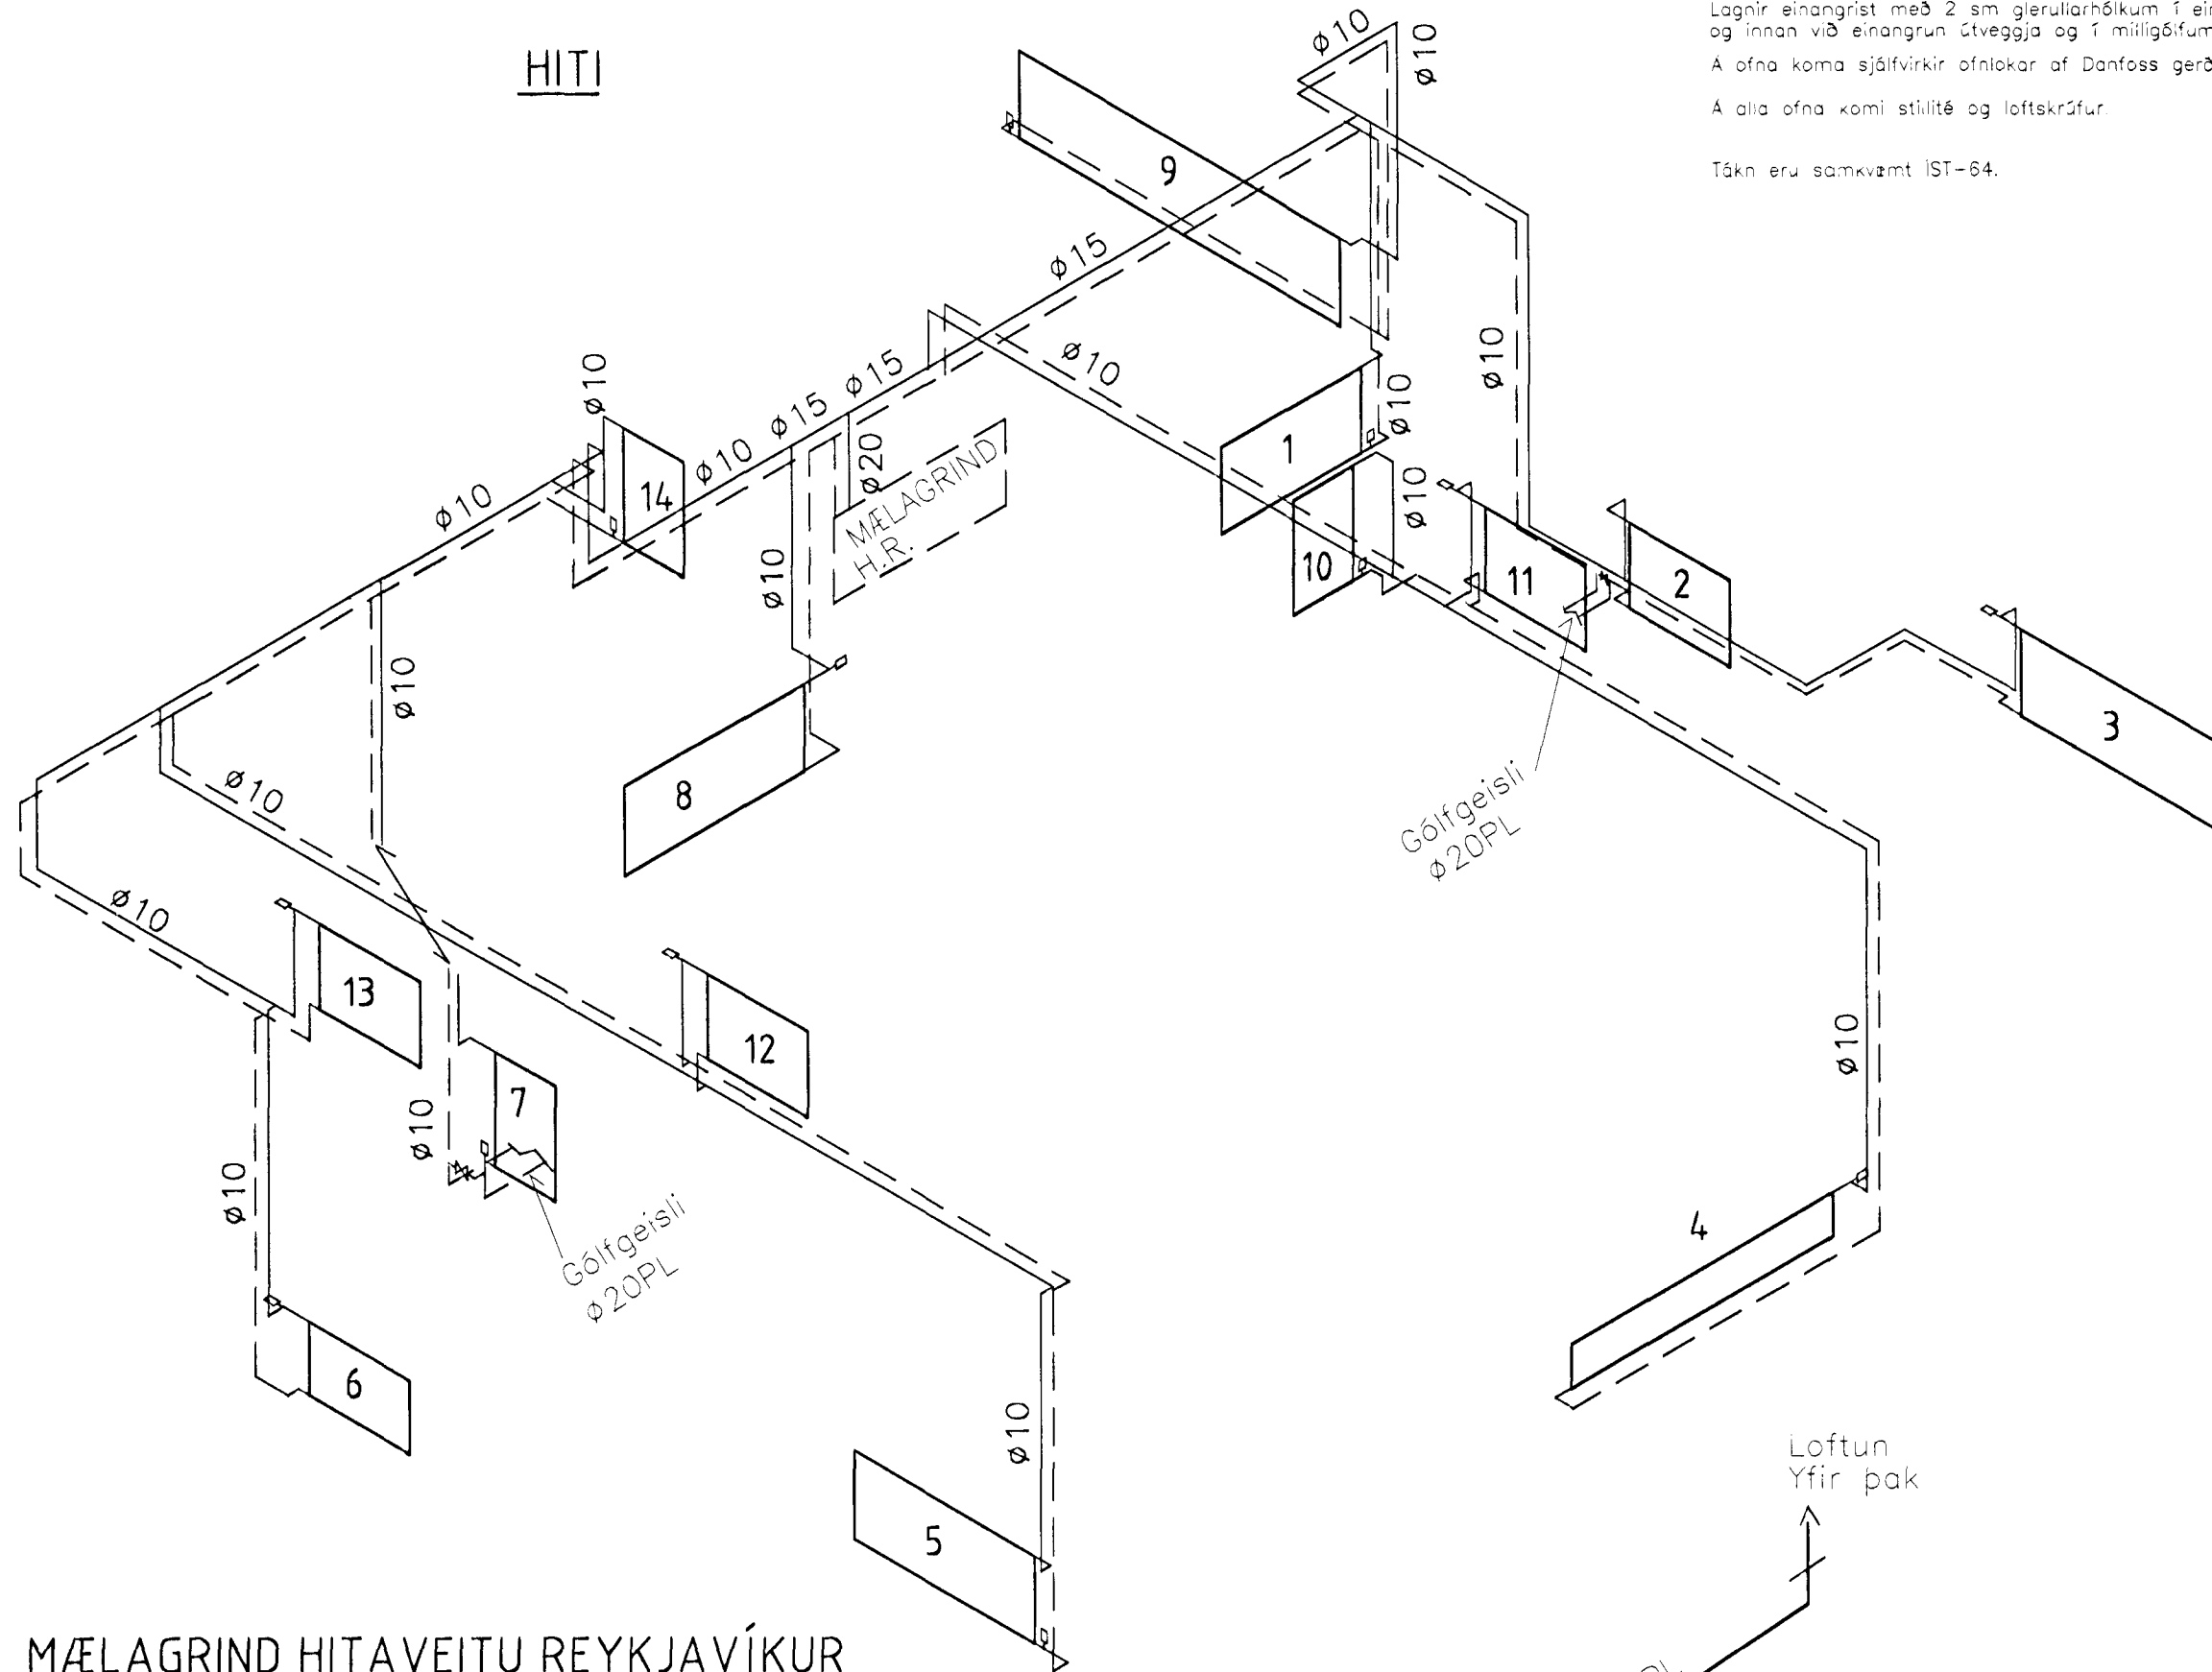 HITI
Lagnir einangrist með 2 sm glerullarhólkum í
og innan við einangrun útveggja og í milligólfum
Á ofna koma sjálfvirkir ofnlokar af Danfoss gerð
Á alla ofna komi stillité og loftskrúfur.
Tákn eru samkvæmt ÍST-64.
ø10
ø10
9
ø15
ø10
ø10
ø10
ø15
ø15
ø10
ø20
MÆLAGRIND
H.R.
1
ø10
14
ø10
ø10
ø10
10
11
2
3
ø10
ø10
8
Gólfgeisli
ø20PL
ø10
ø10
13
12
7
ø10
ø10
ø10
Gólfgeisli
ø20PL
4
6
ø10
5
Loftun
Yfir þak
MÆLAGRIND HITAVEITU REYKJAVÍKUR
PL